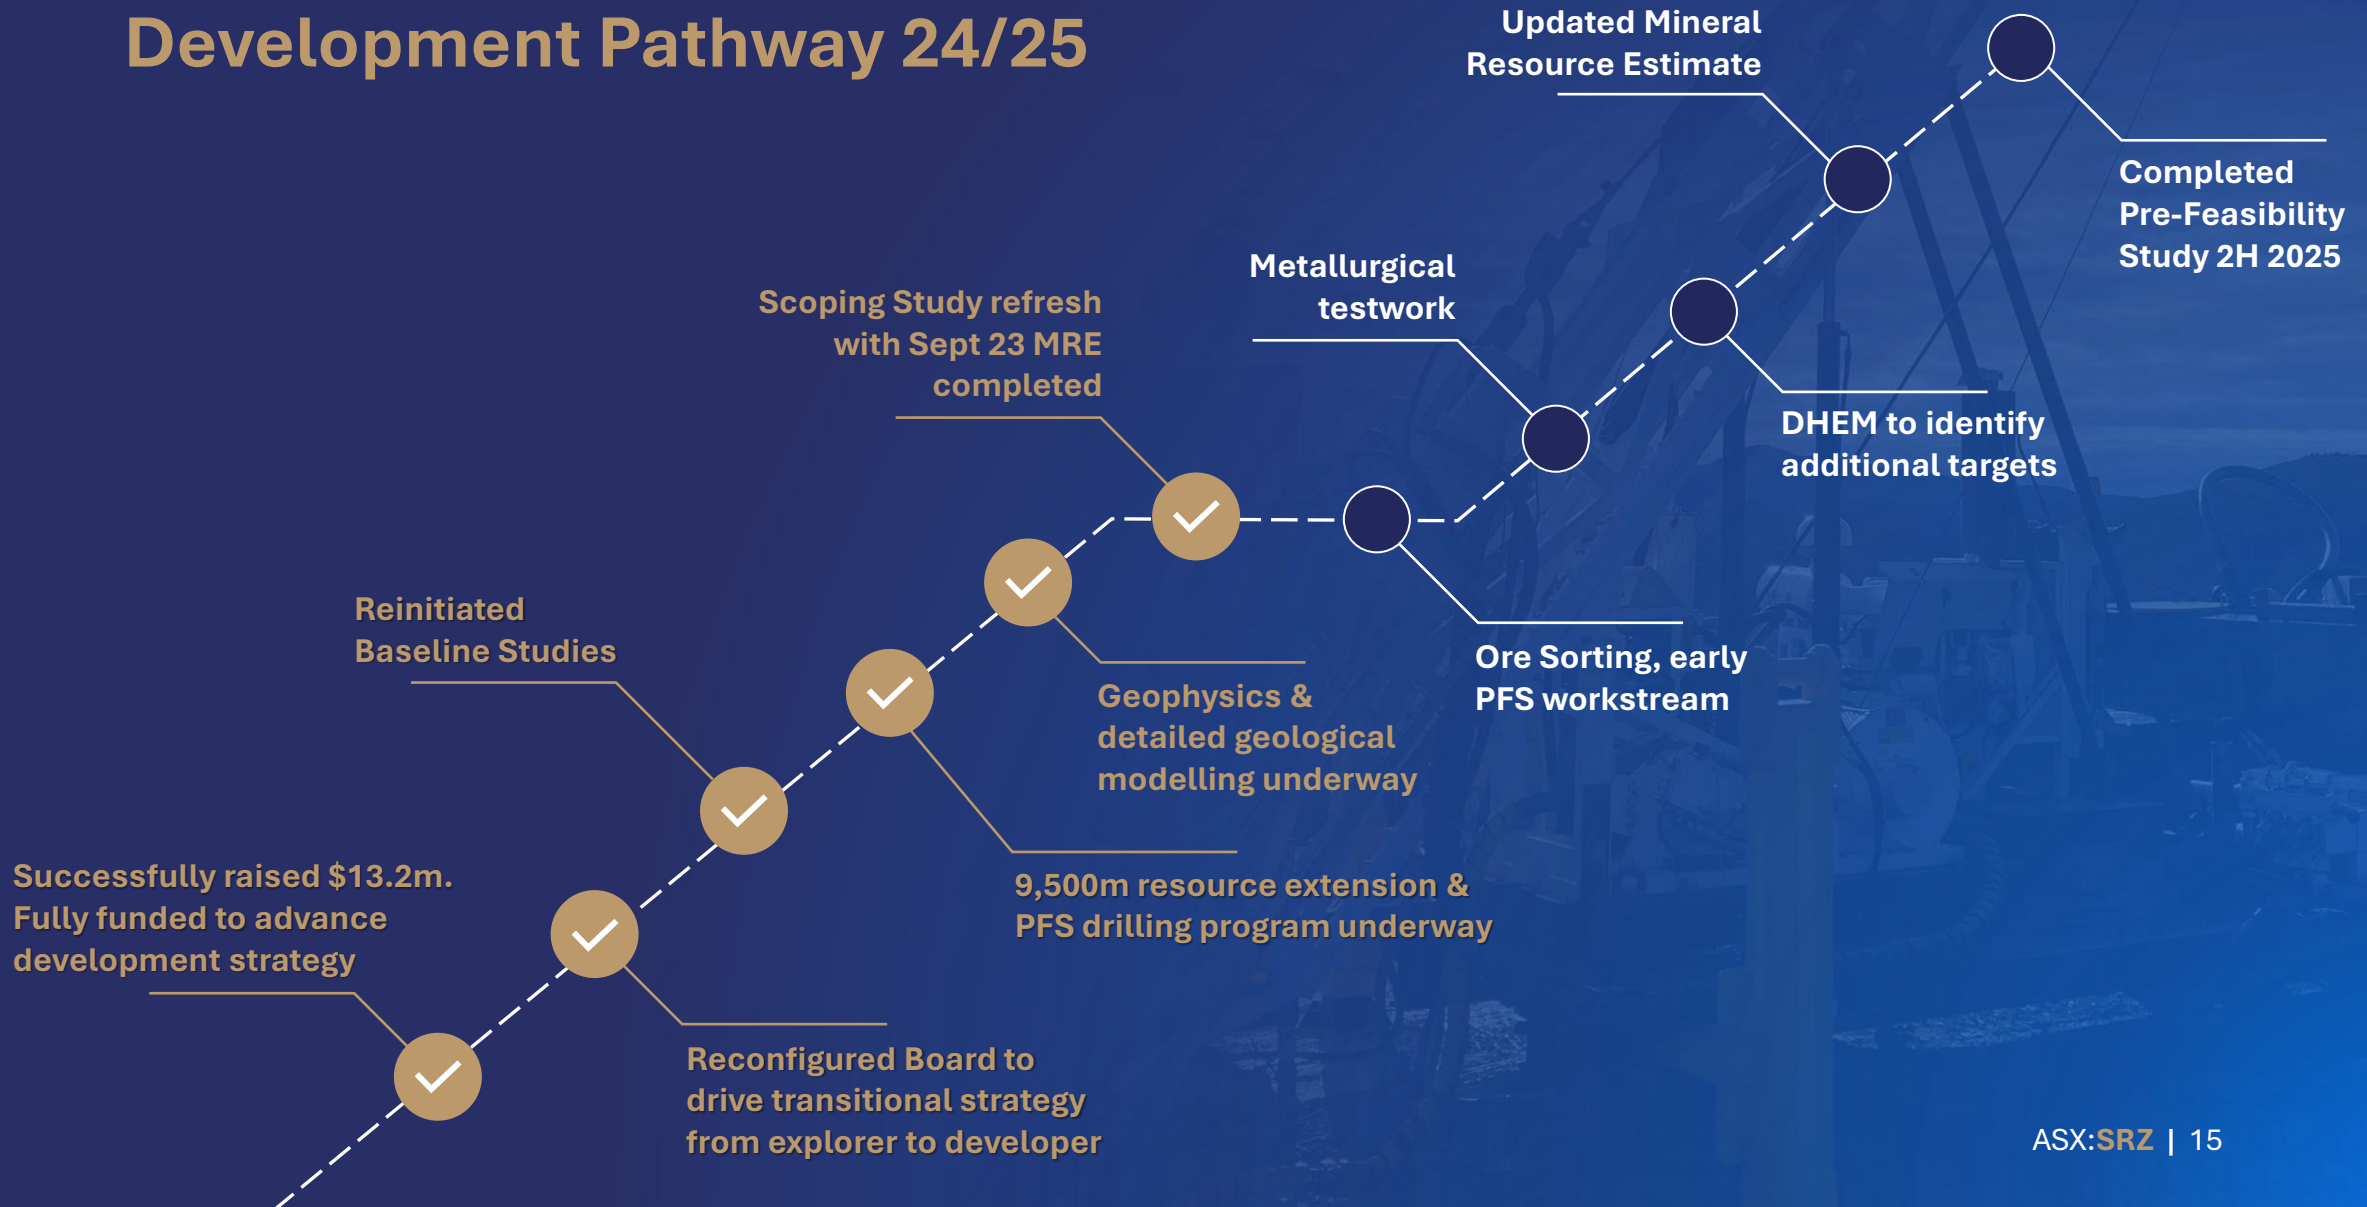 Development Pathway 24/25
Successfully raised $13.2m.
Fully funded to advance
development strategy
Reconfigured Board to
drive transitional strategy
from explorer to developer
Reinitiated
Baseline Studies
9,500m resource extension &
PFS drilling program underway
Geophysics &
detailed geological
modelling underway
Scoping Study refresh
with Sept 23 MRE
completed
Ore Sorting, early
PFS workstream
Metallurgical
testwork
DHEM to identify
additional targets
Updated Mineral
Resource Estimate
Completed
Pre-Feasibility
Study 2H 2025
ASX:SRZ | 15